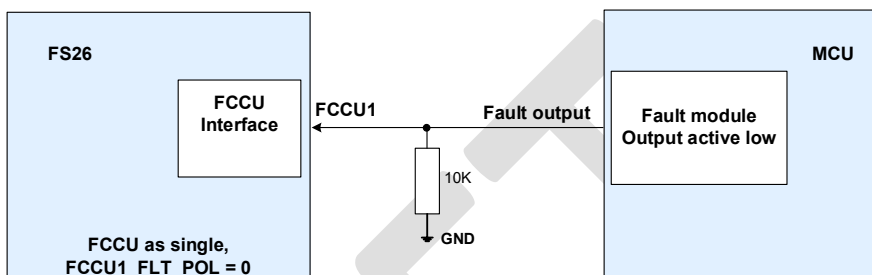 FS26
MCU
FCCU
Interface
FCCU1
Fault output
Fault module
Output active low
10K
GND
FCCU as single,
FCCU1_FLT_POL = 0